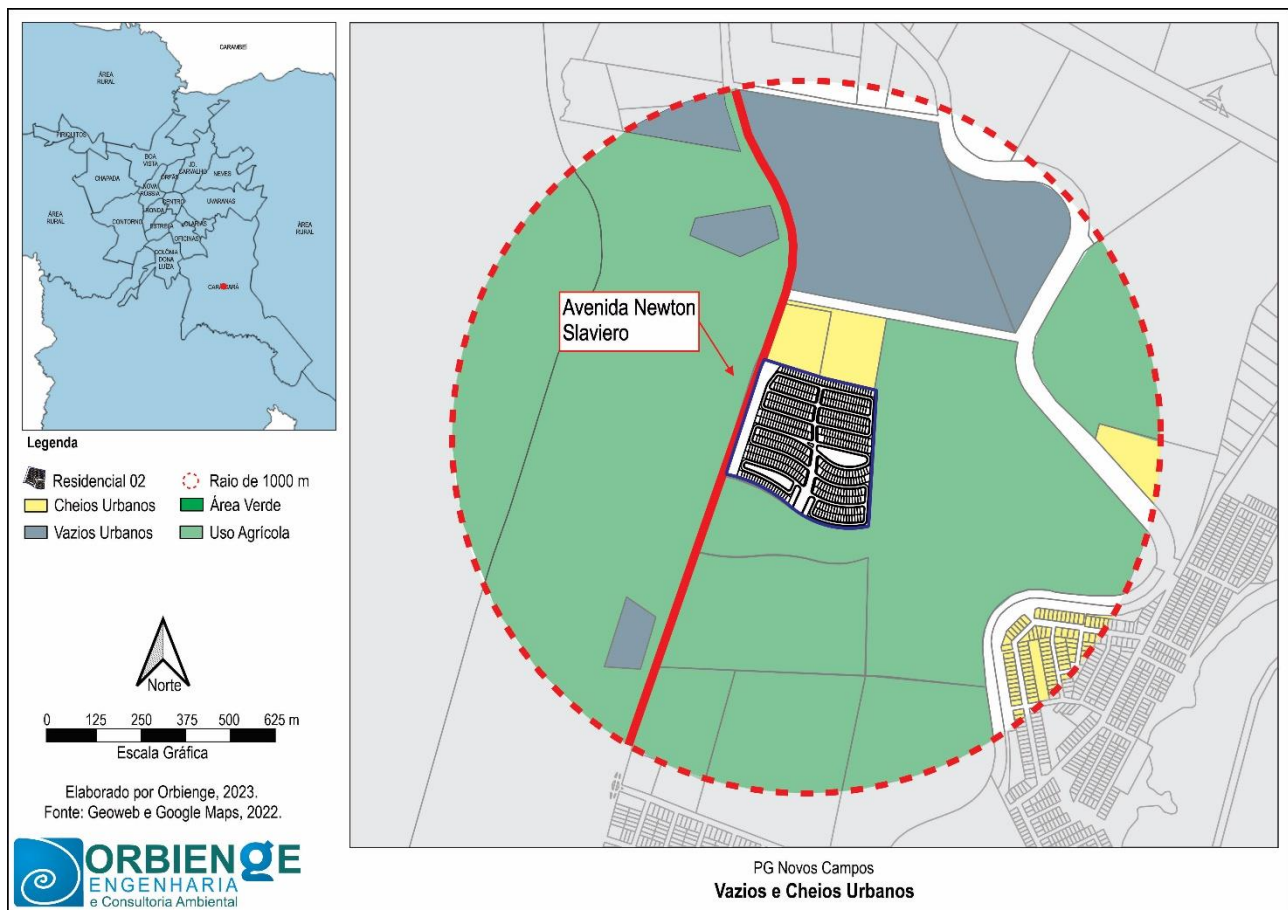 CARAMBEÍ
ÁREA
RURAL
PIRIQUITOS
BOA
VISTA
JD.
CARVALHO
ÓRFÃS
NEVES
CHAPADA
NOVA
RÚSSIA
CENTRO
UVARANAS
RONDA
ÁREA
RURAL
CONTORNO
ESTRELA
OLARIAS
OFICINAS
ÁREA
RURAL
COLÔNIA
DONA
LUÍZA
Legenda
Residencial 02
Raio de 1000 m
Cheios Urbanos
Área Verde
Vazios Urbanos
Uso Agrícola
Norte
0 125 250 375 500 625 m
Escala Gráfica
Elaborado por Orbienge, 2023.
Fonte: Geoweb e Google Maps, 2022.
ORBIENGE
ENGENHARIA
e Consultoria Ambiental
Avenida Newton
Slaviero
PG Novos Campos
Vazios e Cheios Urbanos